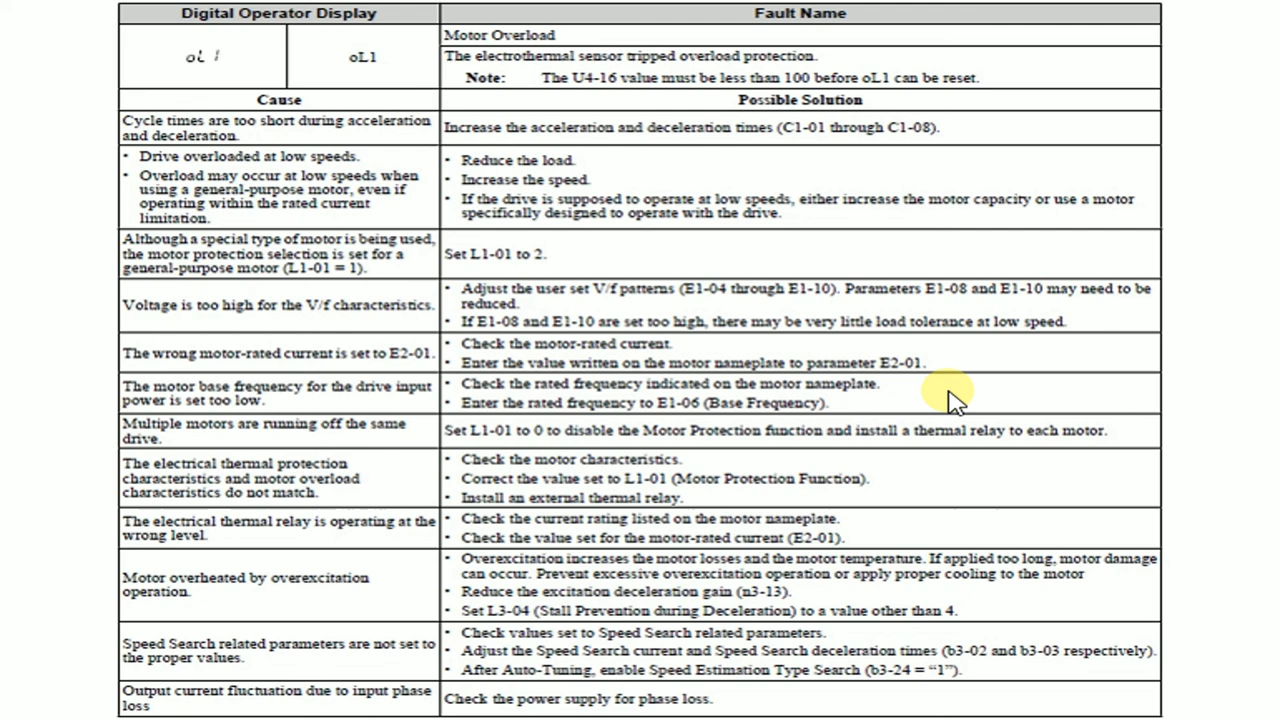 Digital Operator Display
Fault Name
oL1
oL1
Motor Overload
The electrothermal sensor tripped overload protection.
Note: The U4-16 value must be less than 100 before oL1 can be reset.
Cause
Possible Solution
Cycle times are too short during acceleration
and deceleration.
Increase the acceleration and deceleration times (C1-01 through C1-08).
• Drive overloaded at low speeds.
• Overload may occur at low speeds when
using a general-purpose motor, even if
operating within the rated current
limitation.
• Reduce the load.
• Increase the speed.
• If the drive is supposed to operate at low speeds, either increase the motor capacity or use a motor
specifically designed to operate with the drive.
Although a special type of motor is being used,
the motor protection selection is set for a
general-purpose motor (L1-01 = 1).
Set L1-01 to 2.
Voltage is too high for the V/f characteristics.
• Adjust the user set V/f patterns (E1-04 through E1-10). Parameters E1-08 and E1-10 may need to be
reduced.
• If E1-08 and E1-10 are set too high, there may be very little load tolerance at low speed.
The wrong motor-rated current is set to E2-01.
• Check the motor-rated current.
• Enter the value written on the motor nameplate to parameter E2-01.
The motor base frequency for the drive input
power is set too low.
• Check the rated frequency indicated on the motor nameplate.
• Enter the rated frequency to E1-06 (Base Frequency).
Multiple motors are running off the same
drive.
Set L1-01 to 0 to disable the Motor Protection function and install a thermal relay to each motor.
The electrical thermal protection
characteristics and motor overload
characteristics do not match.
• Check the motor characteristics.
• Correct the value set to L1-01 (Motor Protection Function).
• Install an external thermal relay.
The electrical thermal relay is operating at the
wrong level.
• Check the current rating listed on the motor nameplate.
• Check the value set for the motor-rated current (E2-01).
Motor overheated by overexcitation
operation.
• Overexcitation increases the motor losses and the motor temperature. If applied too long, motor damage
can occur. Prevent excessive overexcitation operation or apply proper cooling to the motor
• Reduce the excitation deceleration gain (n3-13).
• Set L3-04 (Stall Prevention during Deceleration) to a value other than 4.
Speed Search related parameters are not set to
the proper values.
• Check values set to Speed Search related parameters.
• Adjust the Speed Search current and Speed Search deceleration times (b3-02 and b3-03 respectively).
• After Auto-Tuning, enable Speed Estimation Type Search (b3-24 = “1”).
Output current fluctuation due to input phase
loss
Check the power supply for phase loss.